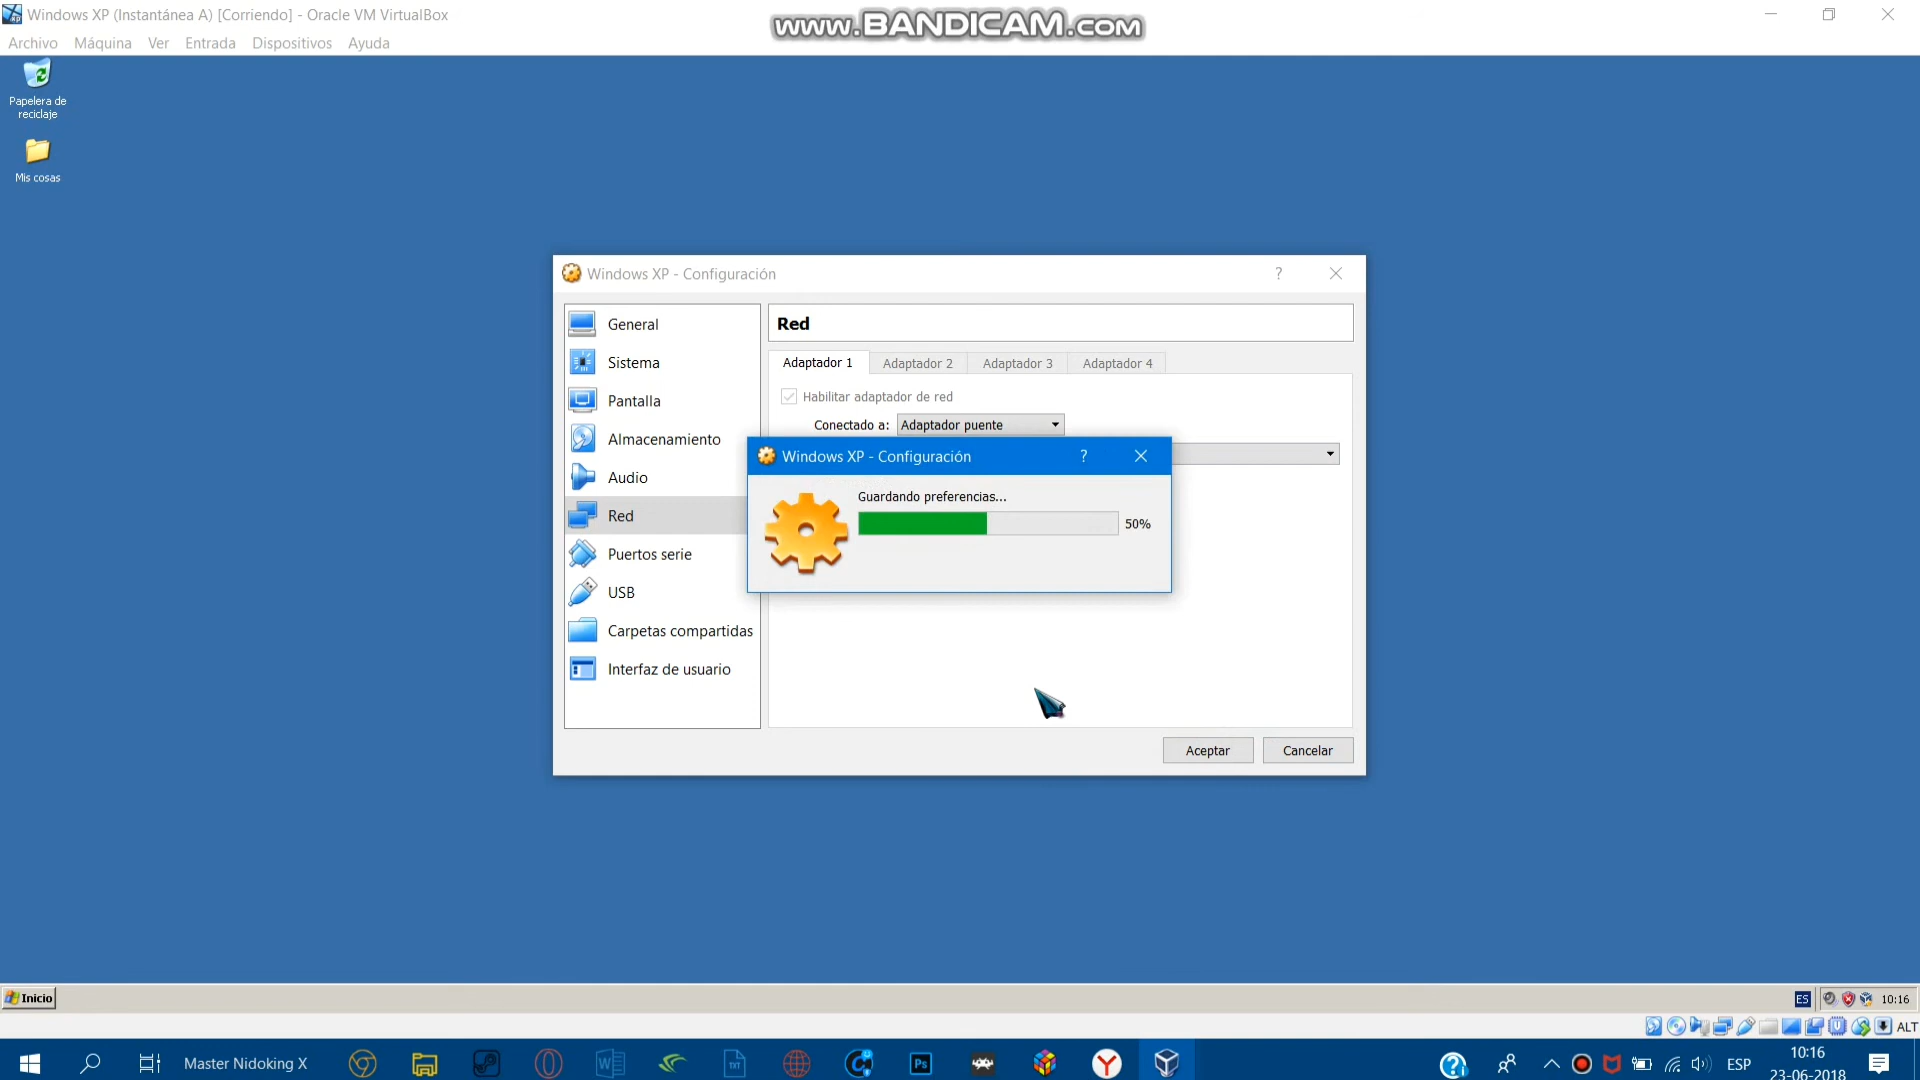 Windows XP (Instantánea A) [Corriendo] - Oracle VM VirtualBox
www.BANDICAM.com
Archivo Máquina Ver Entrada Dispositivos Ayuda
Papelera de
reciclaje
Mis cosas
Windows XP - Configuración
General
Sistema
Pantalla
Almacenamiento
Audio
Red
Puertos serie
USB
Carpetas compartidas
Interfaz de usuario
Red
Adaptador 1 Adaptador 2 Adaptador 3 Adaptador 4
Habilitar adaptador de red
Conectado a: Adaptador puente
Windows XP - Configuración
Guardando preferencias...
50%
Aceptar Cancelar
Inicio
ES 10:16
ALT
Master Nidoking X
ESP
10:16
23-06-2018